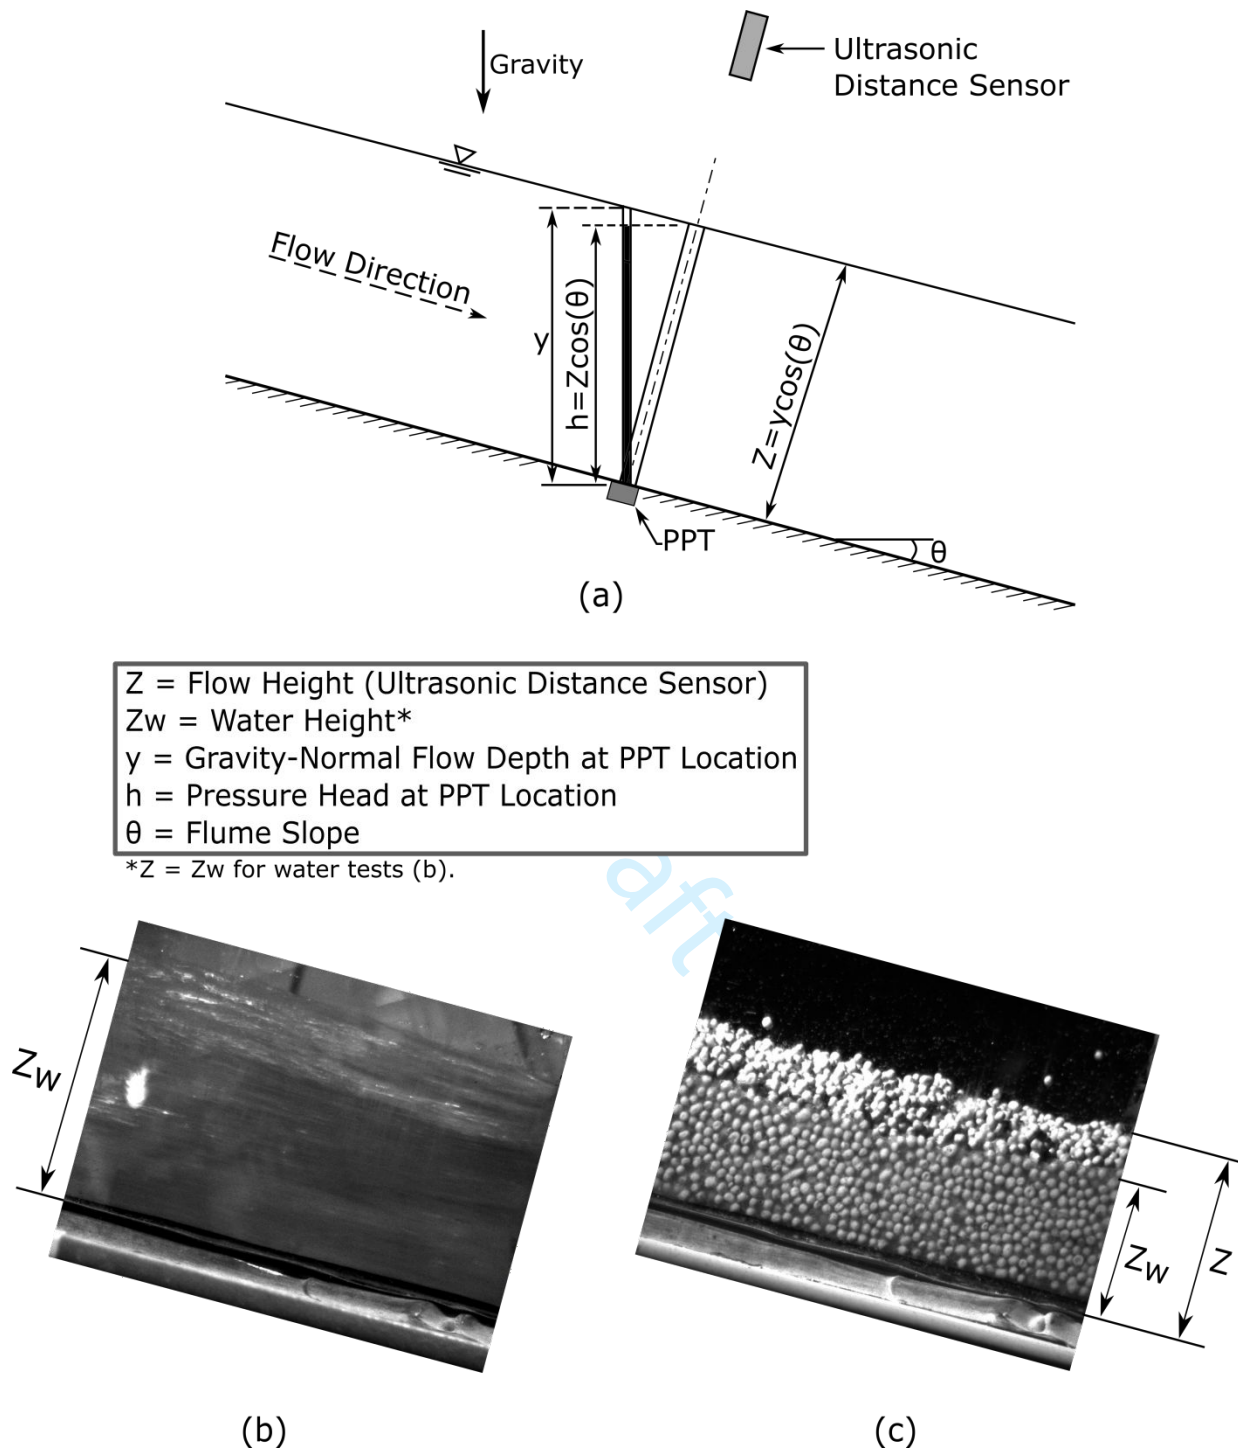 Gravity
Ultrasonic
Distance Sensor
Flow Direction
y
h=Zcos(θ)
Z=ycos(θ)
PPT
θ
(a)
Z = Flow Height (Ultrasonic Distance Sensor)
Zw = Water Height*
y = Gravity-Normal Flow Depth at PPT Location
h = Pressure Head at PPT Location
θ = Flume Slope
*Z = Zw for water tests (b).
aft
Zw
Zw
Z
(b)
(c)